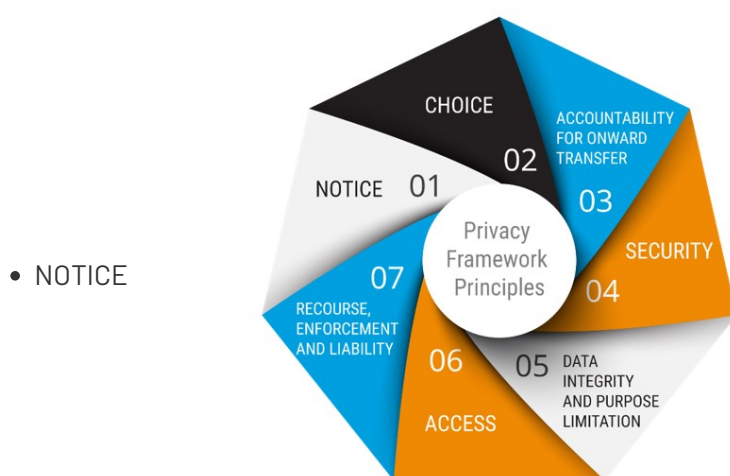 • NOTICE
NOTICE 01
CHOICE
02
ACCOUNTABILITY
FOR ONWARD
TRANSFER
03
SECURITY
04
05
DATA
INTEGRITY
AND PURPOSE
LIMITATION
06
ACCESS
07
RECOURSE,
ENFORCEMENT
AND LIABILITY
Privacy
Framework
Principles